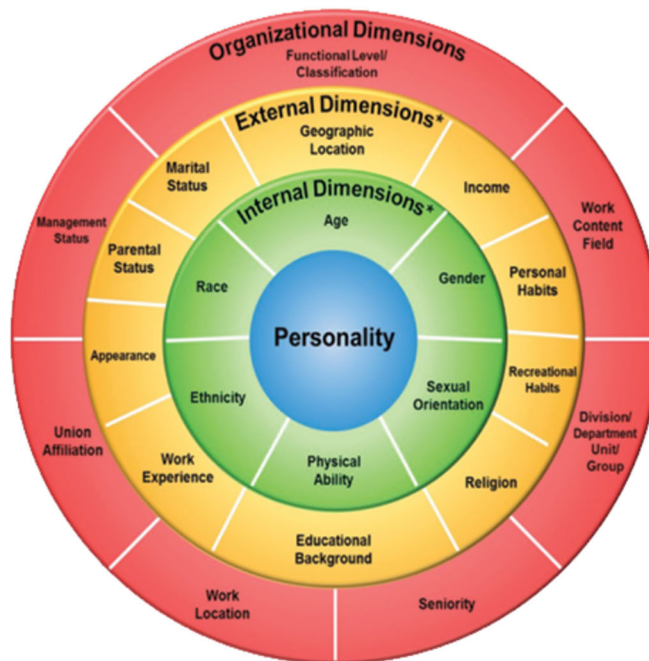 Organizational Dimensions
Functional Level/
Classification
External Dimensions*
Geographic
Location
Marital
Status
Income
Internal Dimensions*
Age
Management
Status
Work
Content
Field
Parental
Status
Personal
Habits
Race
Gender
Personality
Appearance
Recreational
Habits
Ethnicity
Sexual
Orientation
Union
Affiliation
Division/
Department
Unit/
Group
Work
Experience
Physical
Ability
Religion
Educational
Background
Work
Location
Seniority